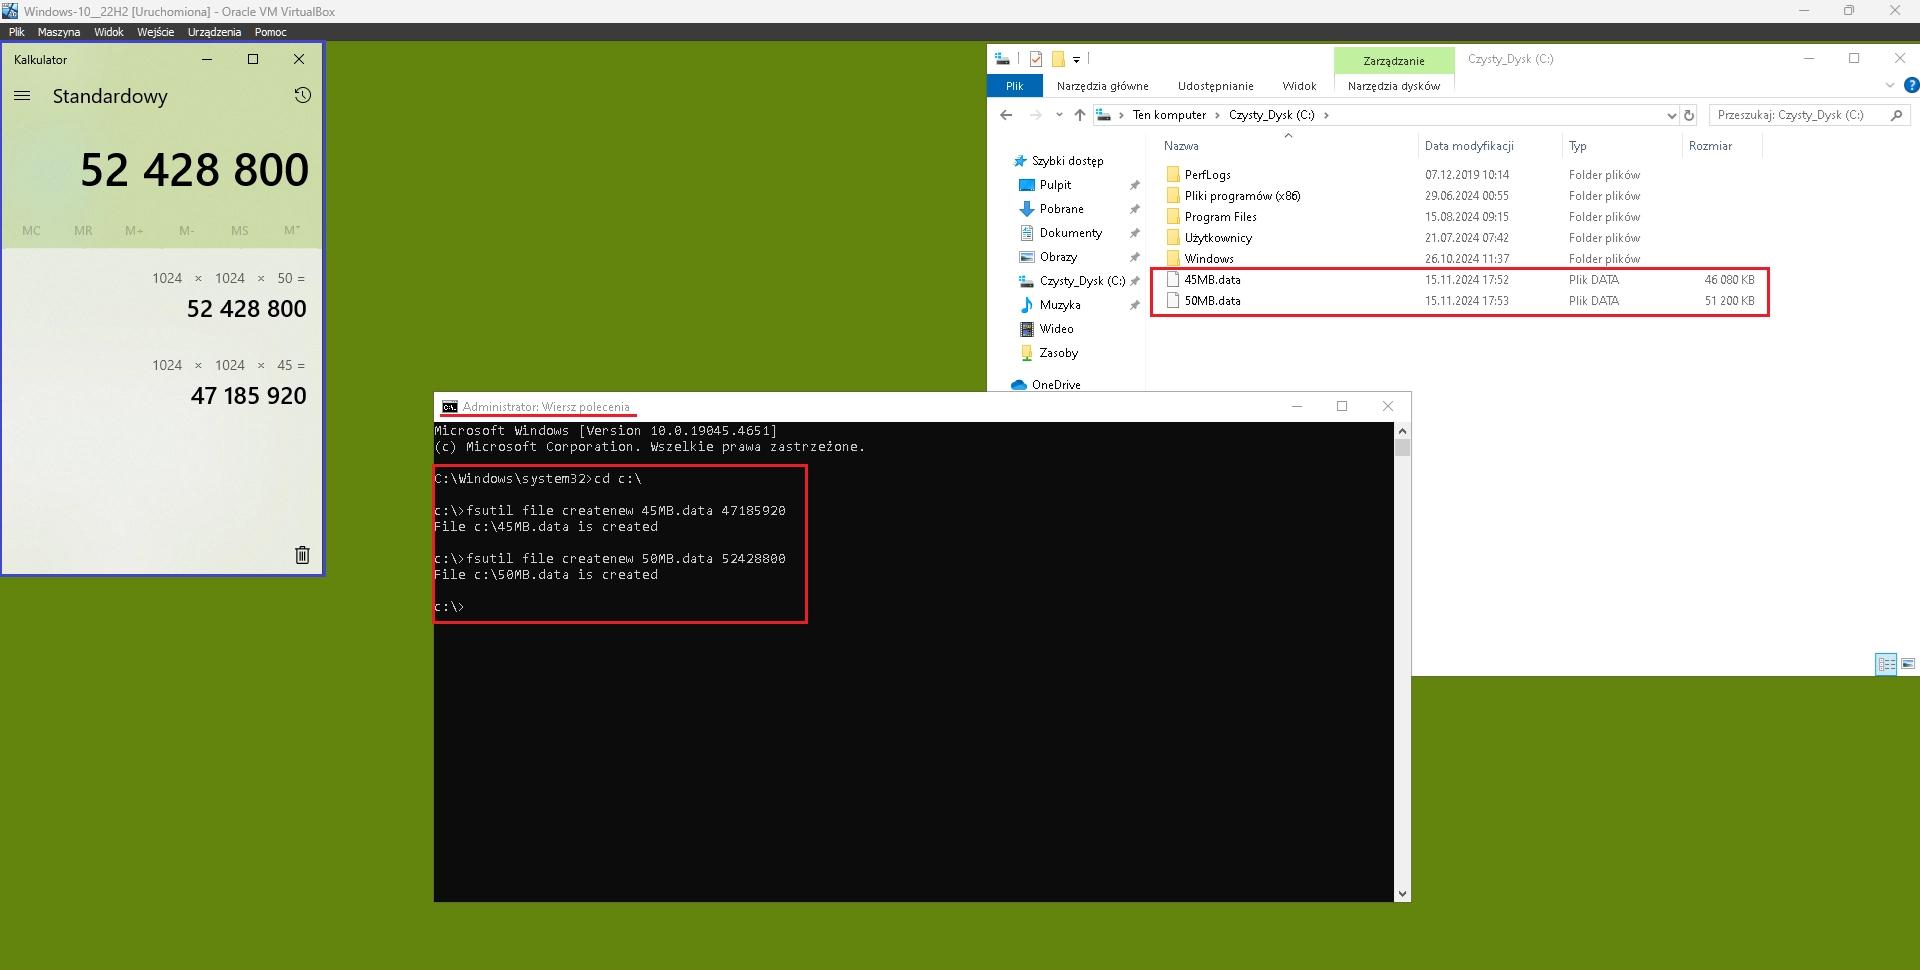 Windows-10__22H2 [Uruchomiona] - Oracle VM VirtualBox
Plik Maszyna Widok Wejście Urządzenia Pomoc
Kalkulator
Standardowy
52 428 800
MC MR M+ M- MS M˅
1024 × 1024 × 50 =
52 428 800
1024 × 1024 × 45 =
47 185 920
Zarządzanie Czysty_Dysk (C:)
Plik Narzędzia główne Udostępnianie Widok Narzędzia dysków
Ten komputer > Czysty_Dysk (C:) >
Przeszukaj: Czysty_Dysk (C:)
Szybki dostęp
Pulpit
Pobrane
Dokumenty
Obrazy
Czysty_Dysk (C:)
Muzyka
Wideo
Zasoby
OneDrive
Nazwa Data modyfikacji Typ Rozmiar
PerfLogs 07.12.2019 10:14 Folder plików
Pliki programów (x86) 29.06.2024 00:55 Folder plików
Program Files 15.08.2024 09:15 Folder plików
Użytkownicy 21.07.2024 07:42 Folder plików
Windows 26.10.2024 11:37 Folder plików
45MB.data 15.11.2024 17:52 Plik DATA 46 080 KB
50MB.data 15.11.2024 17:53 Plik DATA 51 200 KB
Administrator: Wiersz polecenia
Microsoft Windows [Version 10.0.19045.4651]
(c) Microsoft Corporation. Wszelkie prawa zastrzeżone.
C:\Windows\system32>cd c:\
c:\>fsutil file createnew 45MB.data 47185920
File c:\45MB.data is created
c:\>fsutil file createnew 50MB.data 52428800
File c:\50MB.data is created
c:\>